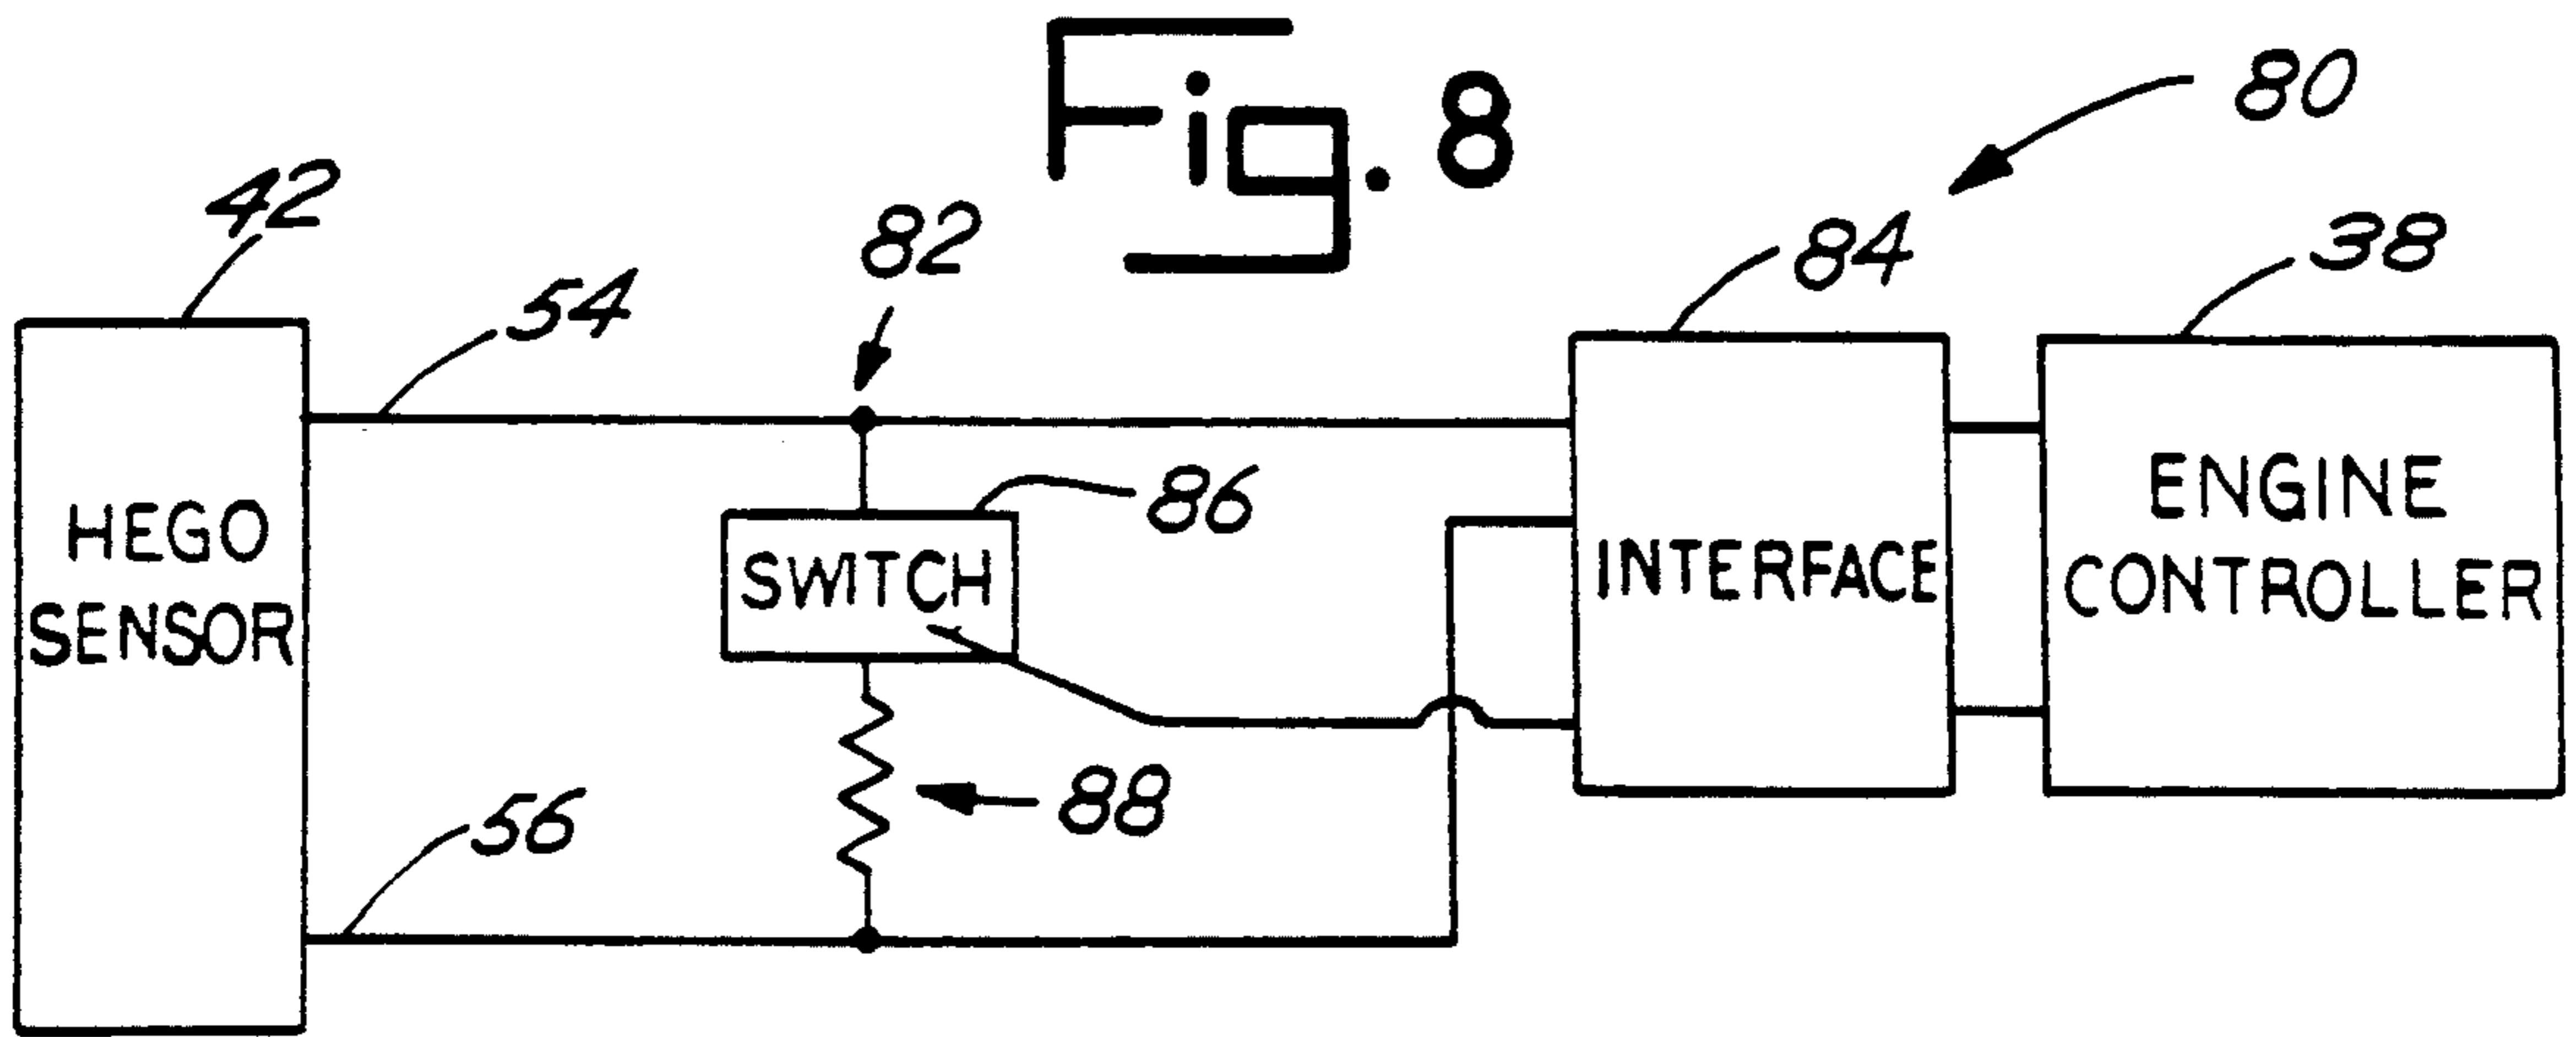 Fig. 8
80
42
82
84
38
54
86
HEGO
SENSOR
SWITCH
INTERFACE
ENGINE
CONTROLLER
88
56